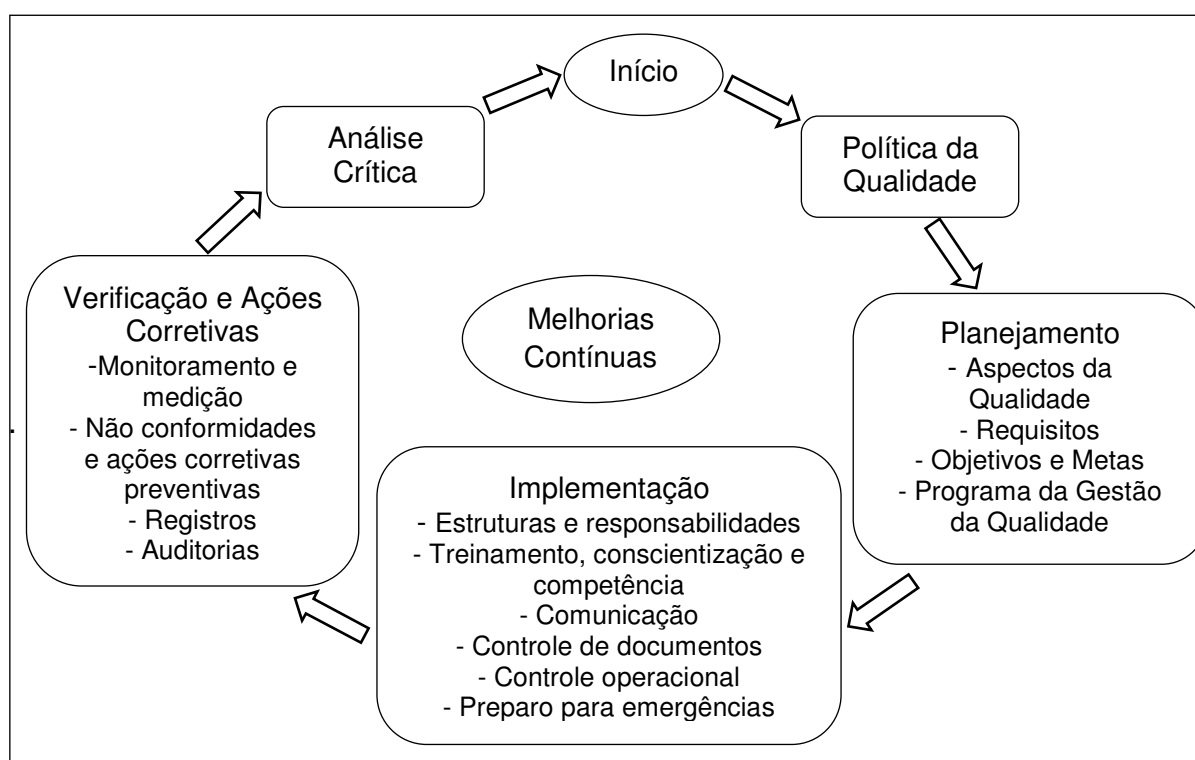 Início
Análise
Crítica
Política da
Qualidade
Verificação e Ações
Corretivas
-Monitoramento e
medição
- Não conformidades
e ações corretivas
preventivas
- Registros
- Auditorias
Melhorias
Contínuas
Planejamento
- Aspectos da
Qualidade
- Requisitos
- Objetivos e Metas
- Programa da Gestão
da Qualidade
Implementação
- Estruturas e responsabilidades
- Treinamento, conscientização e
competência
- Comunicação
- Controle de documentos
- Controle operacional
- Preparo para emergências